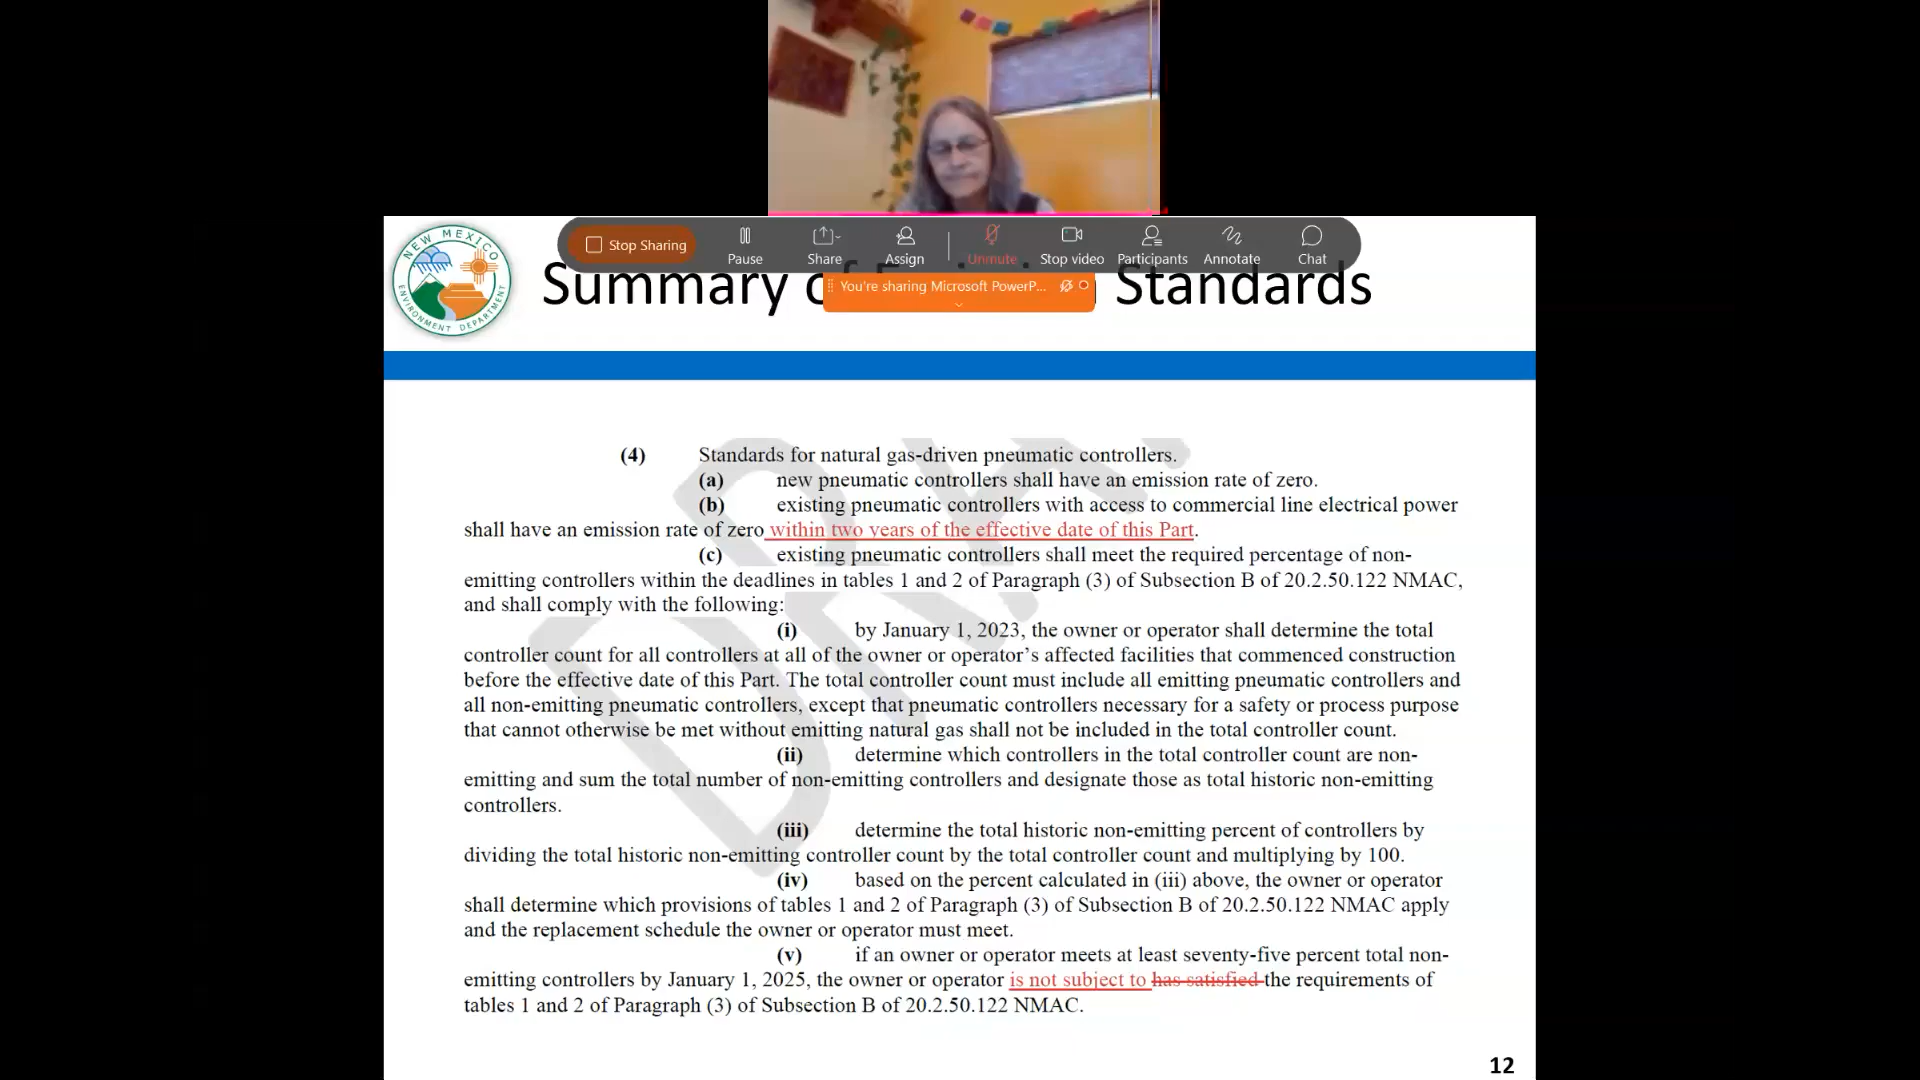 NEW MEXICO
ENVIRONMENT DEPARTMENT
Stop Sharing
Pause
Share
Assign
Unmute
Stop video
Participants
Annotate
Chat
You're sharing Microsoft PowerP...
Summary Standards
(4) Standards for natural gas-driven pneumatic controllers.
(a) new pneumatic controllers shall have an emission rate of zero.
(b) existing pneumatic controllers with access to commercial line electrical power
shall have an emission rate of zero within two years of the effective date of this Part.
(c) existing pneumatic controllers shall meet the required percentage of non-
emitting controllers within the deadlines in tables 1 and 2 of Paragraph (3) of Subsection B of 20.2.50.122 NMAC,
and shall comply with the following:
(i) by January 1, 2023, the owner or operator shall determine the total
controller count for all controllers at all of the owner or operator’s affected facilities that commenced construction
before the effective date of this Part. The total controller count must include all emitting pneumatic controllers and
all non-emitting pneumatic controllers, except that pneumatic controllers necessary for a safety or process purpose
that cannot otherwise be met without emitting natural gas shall not be included in the total controller count.
(ii) determine which controllers in the total controller count are non-
emitting and sum the total number of non-emitting controllers and designate those as total historic non-emitting
controllers.
(iii) determine the total historic non-emitting percent of controllers by
dividing the total historic non-emitting controller count by the total controller count and multiplying by 100.
(iv) based on the percent calculated in (iii) above, the owner or operator
shall determine which provisions of tables 1 and 2 of Paragraph (3) of Subsection B of 20.2.50.122 NMAC apply
and the replacement schedule the owner or operator must meet.
(v) if an owner or operator meets at least seventy-five percent total non-
emitting controllers by January 1, 2025, the owner or operator is not subject to has satisfied the requirements of
tables 1 and 2 of Paragraph (3) of Subsection B of 20.2.50.122 NMAC.
12